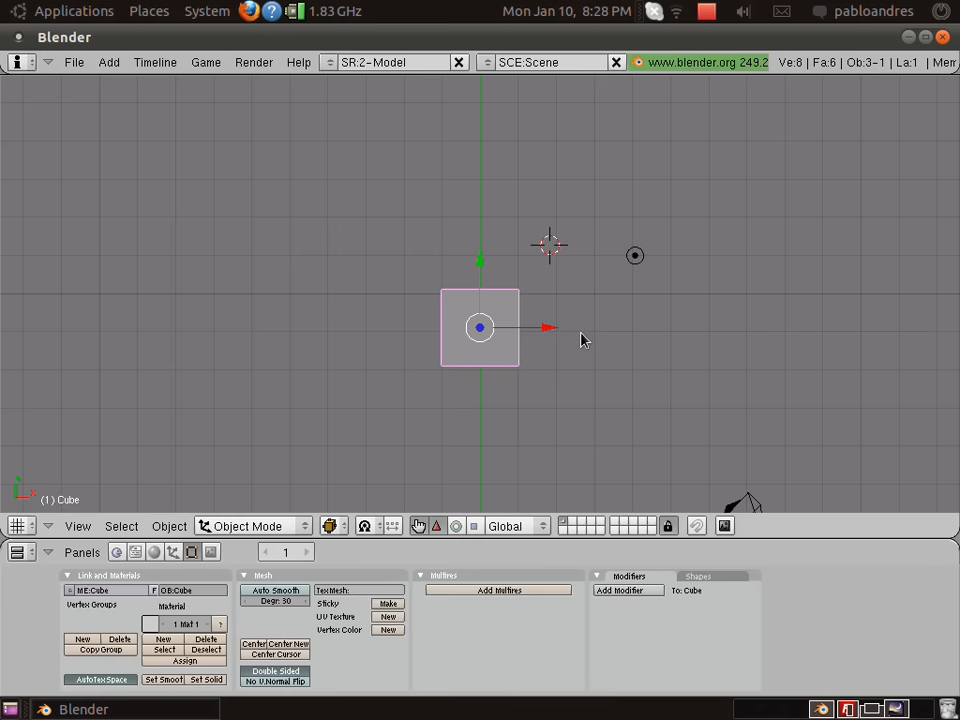 Applications Places System 1.83 GHz Mon Jan 10, 8:28 PM pabloandres
Blender
File Add Timeline Game Render Help SR:2-Model SCE:Scene www.blender.org 249.2 Ve:8 | Fa:6 | Ob:3-1 | La:1 | Mem
(1) Cube
View Select Object Object Mode Global
Panels 1
Link and Materials Mesh Multires Modifiers Shapes
ME:Cube F OB:Cube Auto Smooth TexMesh: Add Multires Add Modifier To: Cube
Vertex Groups Material Degr: 30 Sticky Make
1 Mat 1 ? UV Texture New
Vertex Color New
New Delete New Delete Center Center New
Copy Group Select Deselect Center Cursor
Assign
Double Sided
AutoTexSpace Set Smoot Set Solid No V.Normal Flip
Blender